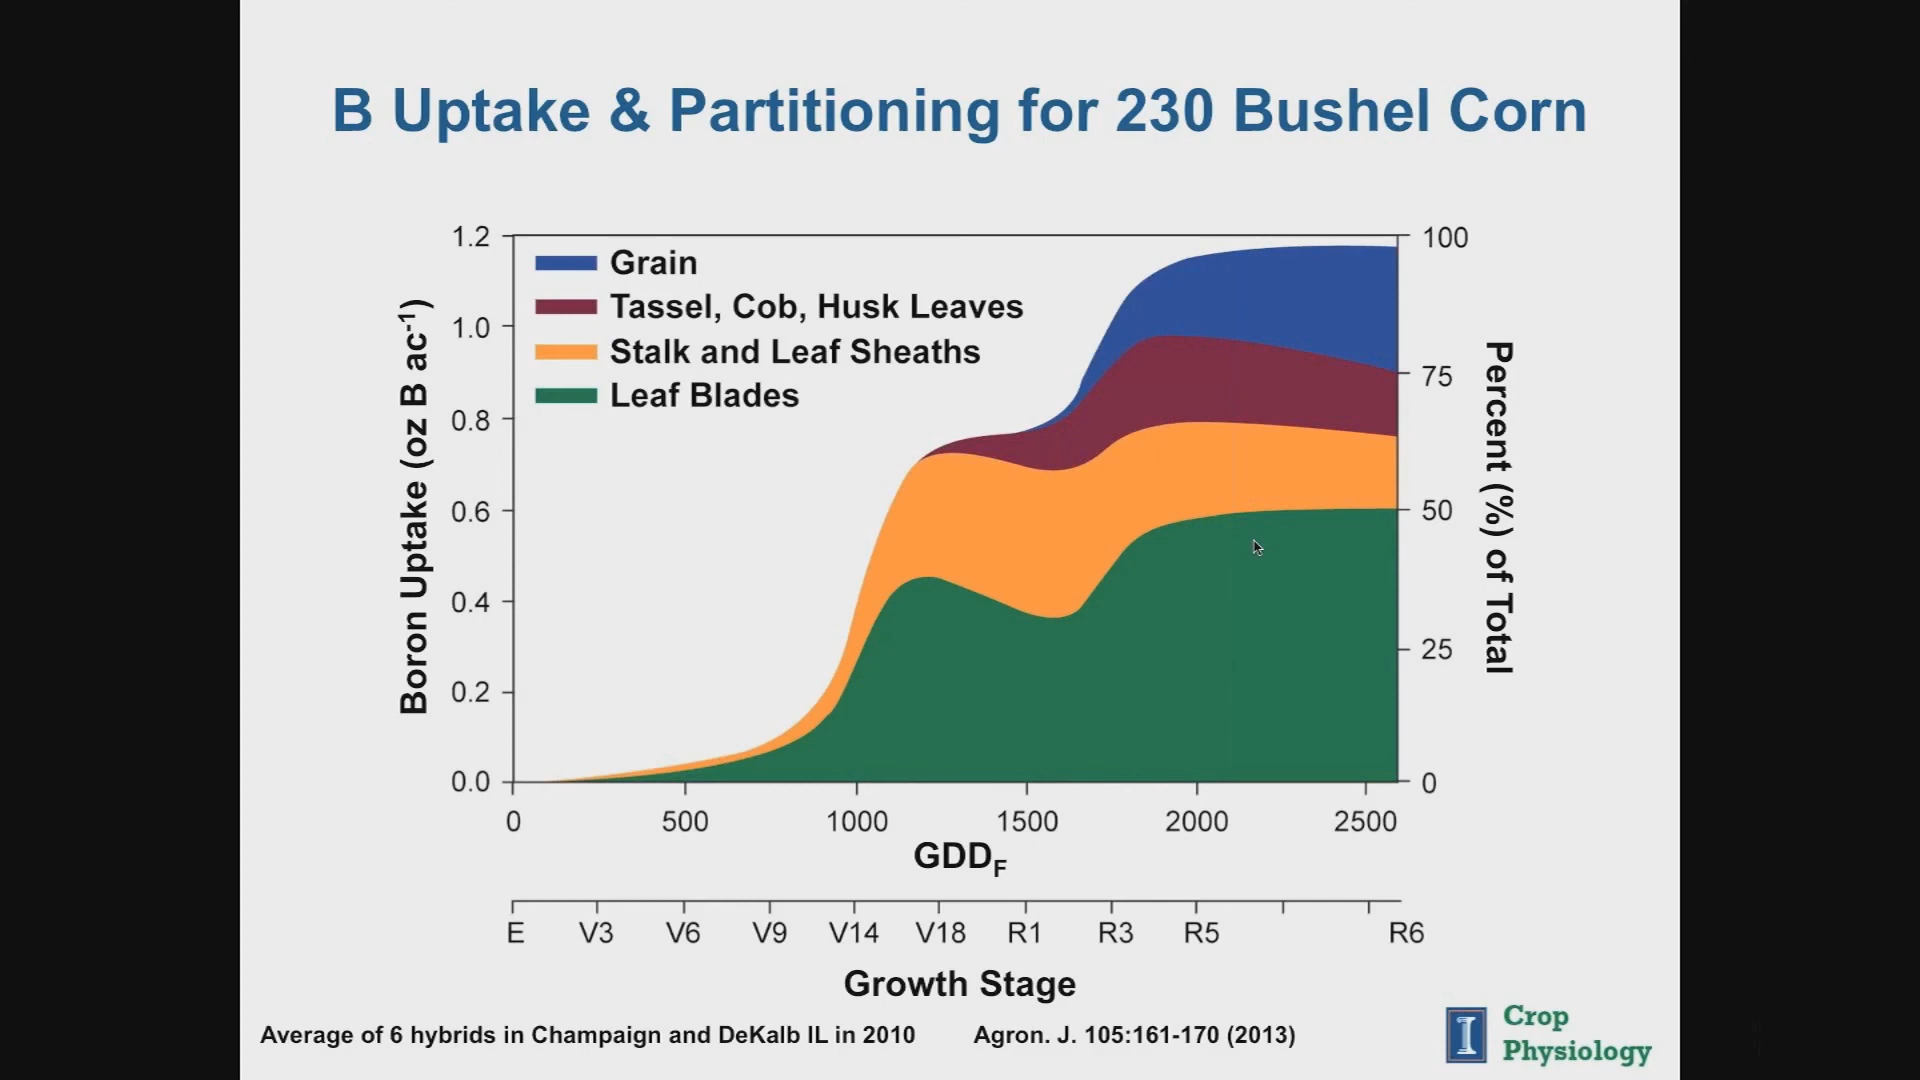 B Uptake & Partitioning for 230 Bushel Corn
Grain
Tassel, Cob, Husk Leaves
Stalk and Leaf Sheaths
Leaf Blades
Boron Uptake (oz B ac-1)
1.2
1.0
0.8
0.6
0.4
0.2
0.0
100
75
50
25
0
Percent (%) of Total
0 500 1000 1500 2000 2500
GDDF
E V3 V6 V9 V14 V18 R1 R3 R5 R6
Growth Stage
Average of 6 hybrids in Champaign and DeKalb IL in 2010 Agron. J. 105:161-170 (2013)
I
Crop
Physiology